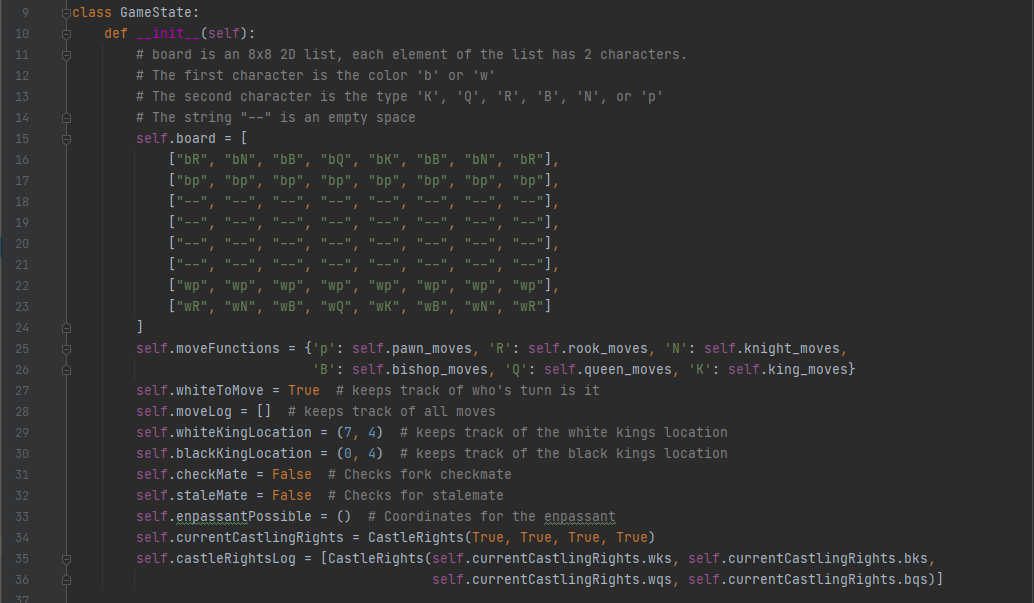 9 class GameState:
10     def __init__(self):
11         # board is an 8x8 2D list, each element of the list has 2 characters.
12         # The first character is the color 'b' or 'w'
13         # The second character is the type 'K', 'Q', 'R', 'B', 'N', or 'p'
14         # The string "--" is an empty space
15         self.board = [
16             ["bR", "bN", "bB", "bQ", "bK", "bB", "bN", "bR"],
17             ["bp", "bp", "bp", "bp", "bp", "bp", "bp", "bp"],
18             ["--", "--", "--", "--", "--", "--", "--", "--"],
19             ["--", "--", "--", "--", "--", "--", "--", "--"],
20             ["--", "--", "--", "--", "--", "--", "--", "--"],
21             ["--", "--", "--", "--", "--", "--", "--", "--"],
22             ["wp", "wp", "wp", "wp", "wp", "wp", "wp", "wp"],
23             ["wR", "wN", "wB", "wQ", "wK", "wB", "wN", "wR"]
24         ]
25         self.moveFunctions = {'p': self.pawn_moves, 'R': self.rook_moves, 'N': self.knight_moves,
26                               'B': self.bishop_moves, 'Q': self.queen_moves, 'K': self.king_moves}
27         self.whiteToMove = True  # keeps track of who's turn is it
28         self.moveLog = []  # keeps track of all moves
29         self.whiteKingLocation = (7, 4)  # keeps track of the white kings location
30         self.blackKingLocation = (0, 4)  # keeps track of the black kings location
31         self.checkMate = False  # Checks fork checkmate
32         self.staleMate = False  # Checks for stalemate
33         self.enpassantPossible = ()  # Coordinates for the enpassant
34         self.currentCastlingRights = CastleRights(True, True, True, True)
35         self.castleRightsLog = [CastleRights(self.currentCastlingRights.wks, self.currentCastlingRights.bks,
36                                              self.currentCastlingRights.wqs, self.currentCastlingRights.bqs)]
37